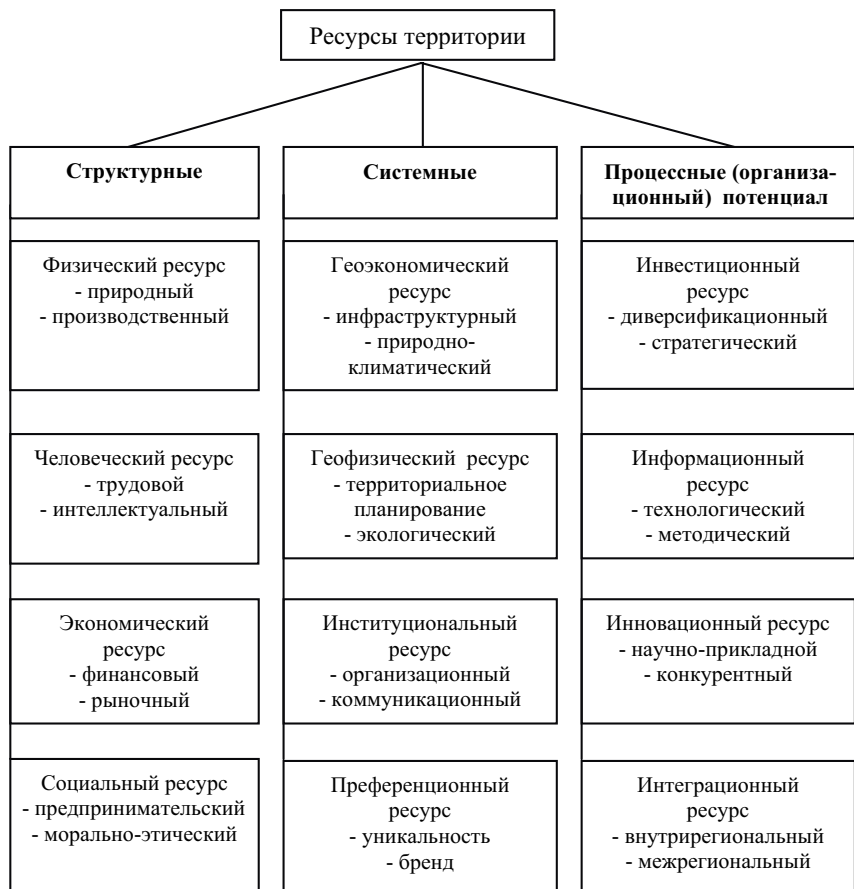 Ресурсы территории
Структурные
Физический ресурс
- природный
- производственный
Человеческий ресурс
- трудовой
- интеллектуальный
Экономический
ресурс
- финансовый
- рыночный
Социальный ресурс
- предпринимательский
- морально-этический
Системные
Геоэкономический
ресурс
- инфраструктурный
- природно-
климатический
Геофизический ресурс
- территориальное
планирование
- экологический
Институциональный
ресурс
- организационный
- коммуникационный
Преференционный
ресурс
- уникальность
- бренд
Процессные (организа-
ционный) потенциал
Инвестиционный
ресурс
- диверсификационный
- стратегический
Информационный
ресурс
- технологический
- методический
Инновационный ресурс
- научно-прикладной
- конкурентный
Интеграционный
ресурс
- внутрирегиональный
- межрегиональный